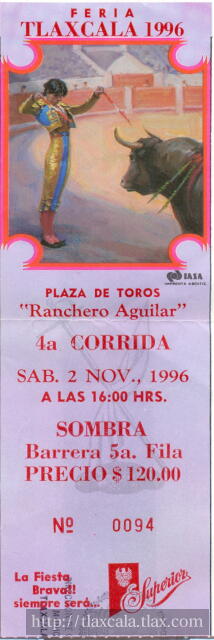 FERIA
TLAXCALA 1996
IASA
PLAZA DE TOROS
"Ranchero Aguilar"
4a CORRIDA
SAB. 2 NOV., 1996
A LAS 16:00 HRS.
SOMBRA
Barrera 5a. Fila
PRECIO $120.00
Nº 0094
La Fiesta
Brava!!
siempre será...
Superior
http://tlaxcala.tlax.com